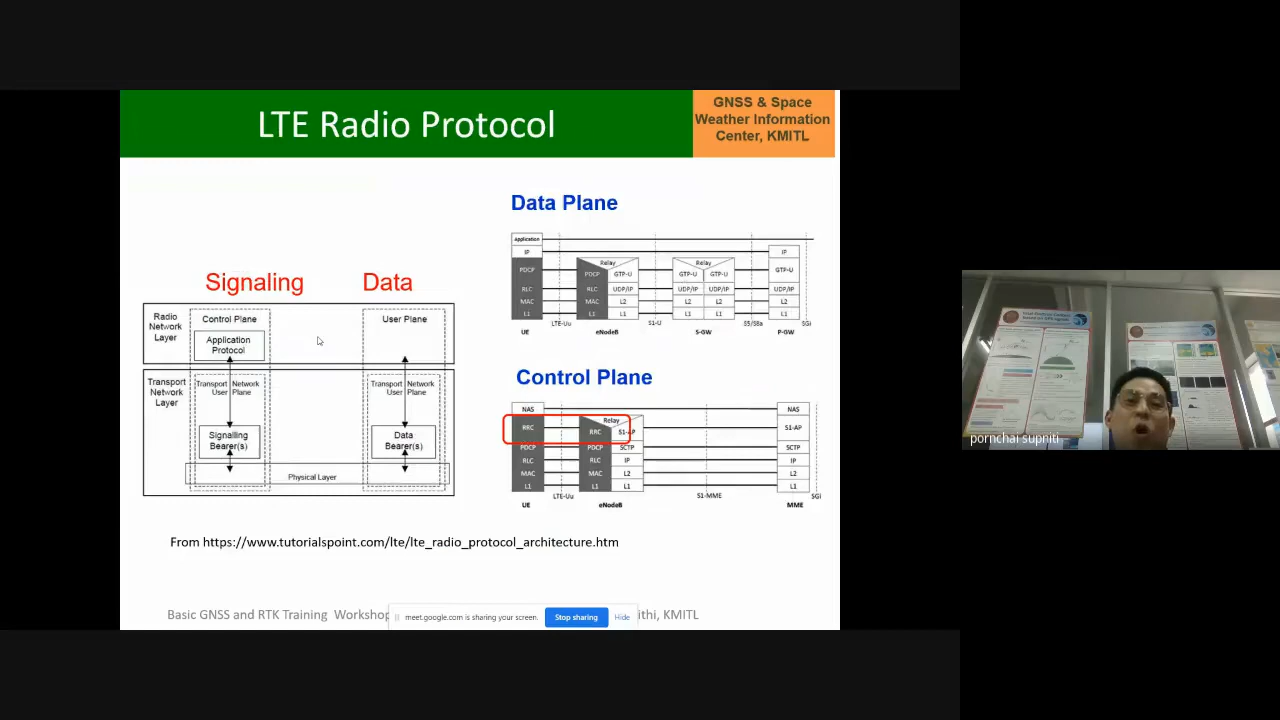 LTE Radio Protocol
GNSS & Space
Weather Information
Center, KMITL
Data Plane
Application
IP
IP
Relay
Relay
PDCP
PDCP
GTP-U
GTP-U
GTP-U
GTP-U
RLC
RLC
UDP/IP
UDP/IP
UDP/IP
UDP/IP
MAC
MAC
L2
L2
L2
L2
L1
L1
L1
L1
L1
L1
LTE-Uu
S1-U
S5/S8a
SGi
UE
eNodeB
S-GW
P-GW
Signaling
Data
Radio
Network
Layer
Control Plane
User Plane
Application
Protocol
Transport
Network
Layer
Transport Network
User Plane
Transport Network
User Plane
Signalling
Bearer(s)
Data
Bearer(s)
Physical Layer
Control Plane
NAS
NAS
Relay
RRC
RRC
S1-AP
S1-AP
PDCP
PDCP
SCTP
SCTP
RLC
RLC
IP
IP
MAC
MAC
L2
L2
L1
L1
L1
L1
LTE-Uu
S1-MME
SGi
UE
eNodeB
MME
From https://www.tutorialspoint.com/lte/lte_radio_protocol_architecture.htm
Basic GNSS and RTK Training Workshop
ithi, KMITL
meet.google.com is sharing your screen.
Stop sharing
Hide
pornchai supniti